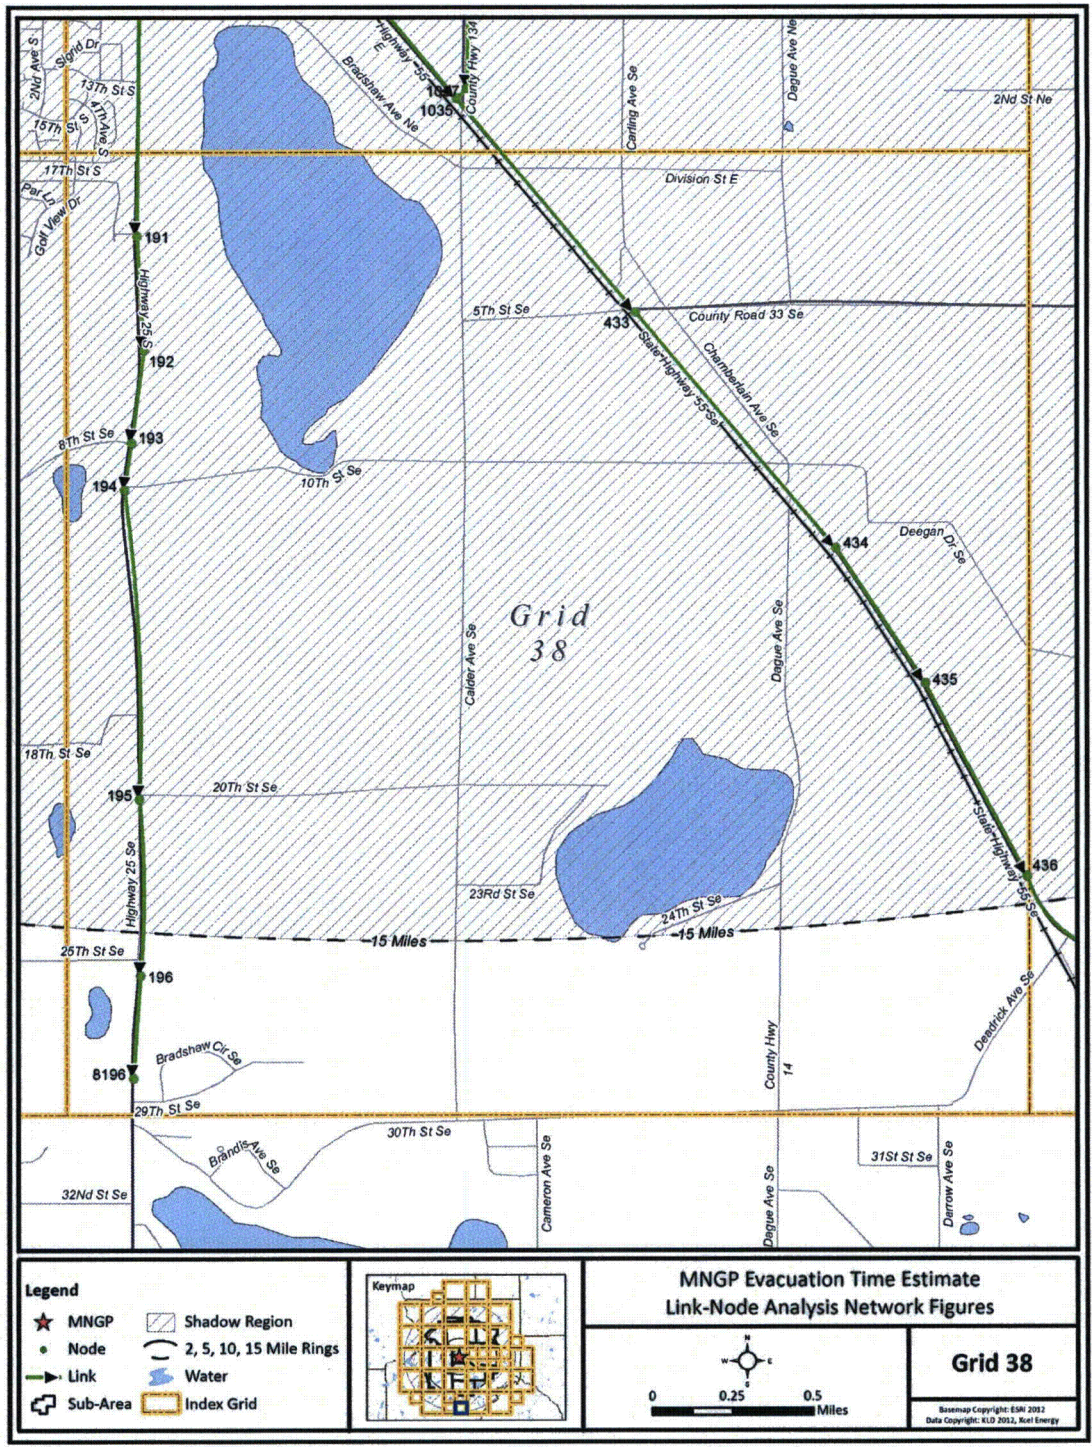 2Nd Ave S
Sigrid Dr
13Th St S
4Th Ave S
15Th St S
17Th St S
Par Ln
Golf View Dr
Highway 55 E
Bradshaw Ave Ne
County Hwy 134
1035
Carling Ave Se
Dague Ave Ne
2Nd St Ne
Division St E
191
Highway 25 S
192
5Th St Se
433
County Road 33 Se
State Highway 55 Se
Chamberlain Ave Se
8Th St Se
193
194
10Th St Se
434
Deegan Dr Se
Grid
38
Calder Ave Se
Dague Ave Se
435
18Th St Se
195
20Th St Se
Highway 25 Se
State Highway 55 Se
436
23Rd St Se
24Th St Se
15 Miles
15 Miles
25Th St Se
196
Bradshaw Cir Se
8196
29Th St Se
County Hwy 14
Deadrick Ave Se
30Th St Se
Brandis Ave Se
32Nd St Se
Cameron Ave Se
Dague Ave Se
31St St Se
Darrow Ave Se
Legend
MNGP
Shadow Region
Node
2, 5, 10, 15 Mile Rings
Link
Water
Sub-Area
Index Grid
Keymap
MNGP Evacuation Time Estimate
Link-Node Analysis Network Figures
N
W E
S
0 0.25 0.5
Miles
Grid 38
Basemap Copyright: ESRI 2012
Data Copyright: KLD 2012, Xcel Energy